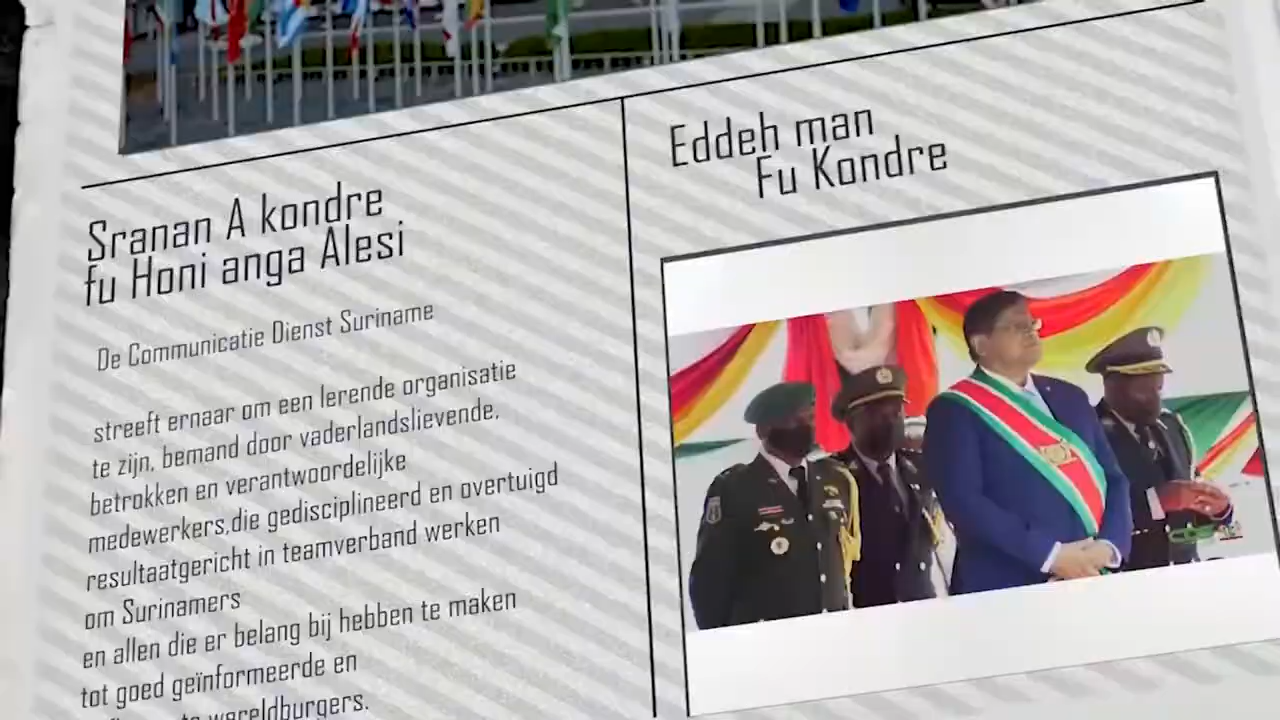 Sranan A kondre
fu Honi anga Alesi
De Communicatie Dienst Suriname
streeft ernaar om een lerende organisatie
te zijn, bemand door vaderlandslievende,
betrokken en verantwoordelijke
medewerkers,die gedisciplineerd en overtuigd
resultaatgericht in teamverband werken
om Surinamers
en allen die er belang bij hebben te maken
tot goed geïnformeerde en
wereldburgers.
Eddeh man
Fu Kondre